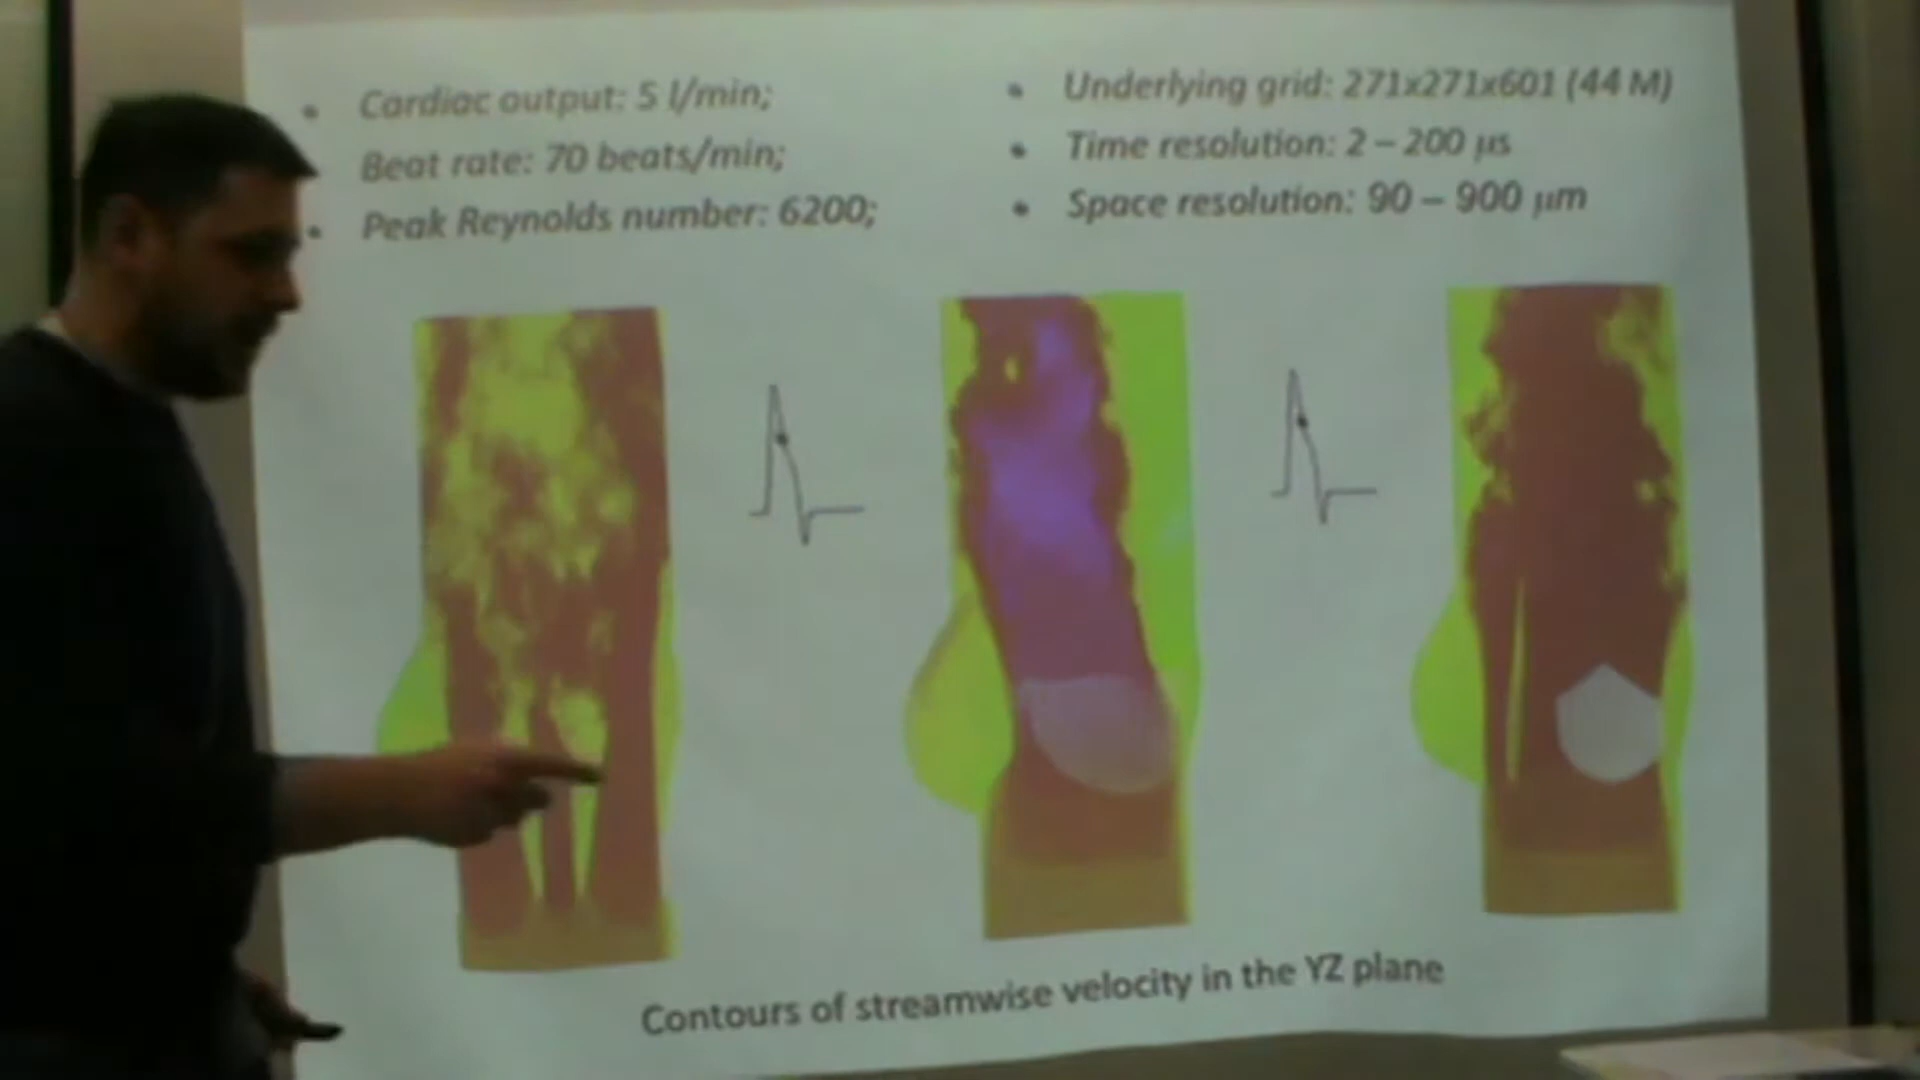 Cardiac output: 5 l/min;
Beat rate: 70 beats/min;
Peak Reynolds number: 6200;
Underlying grid: 271x271x601 (44 M)
Time resolution: 2 – 200 μs
Space resolution: 90 – 900 μm
Contours of streamwise velocity in the YZ plane